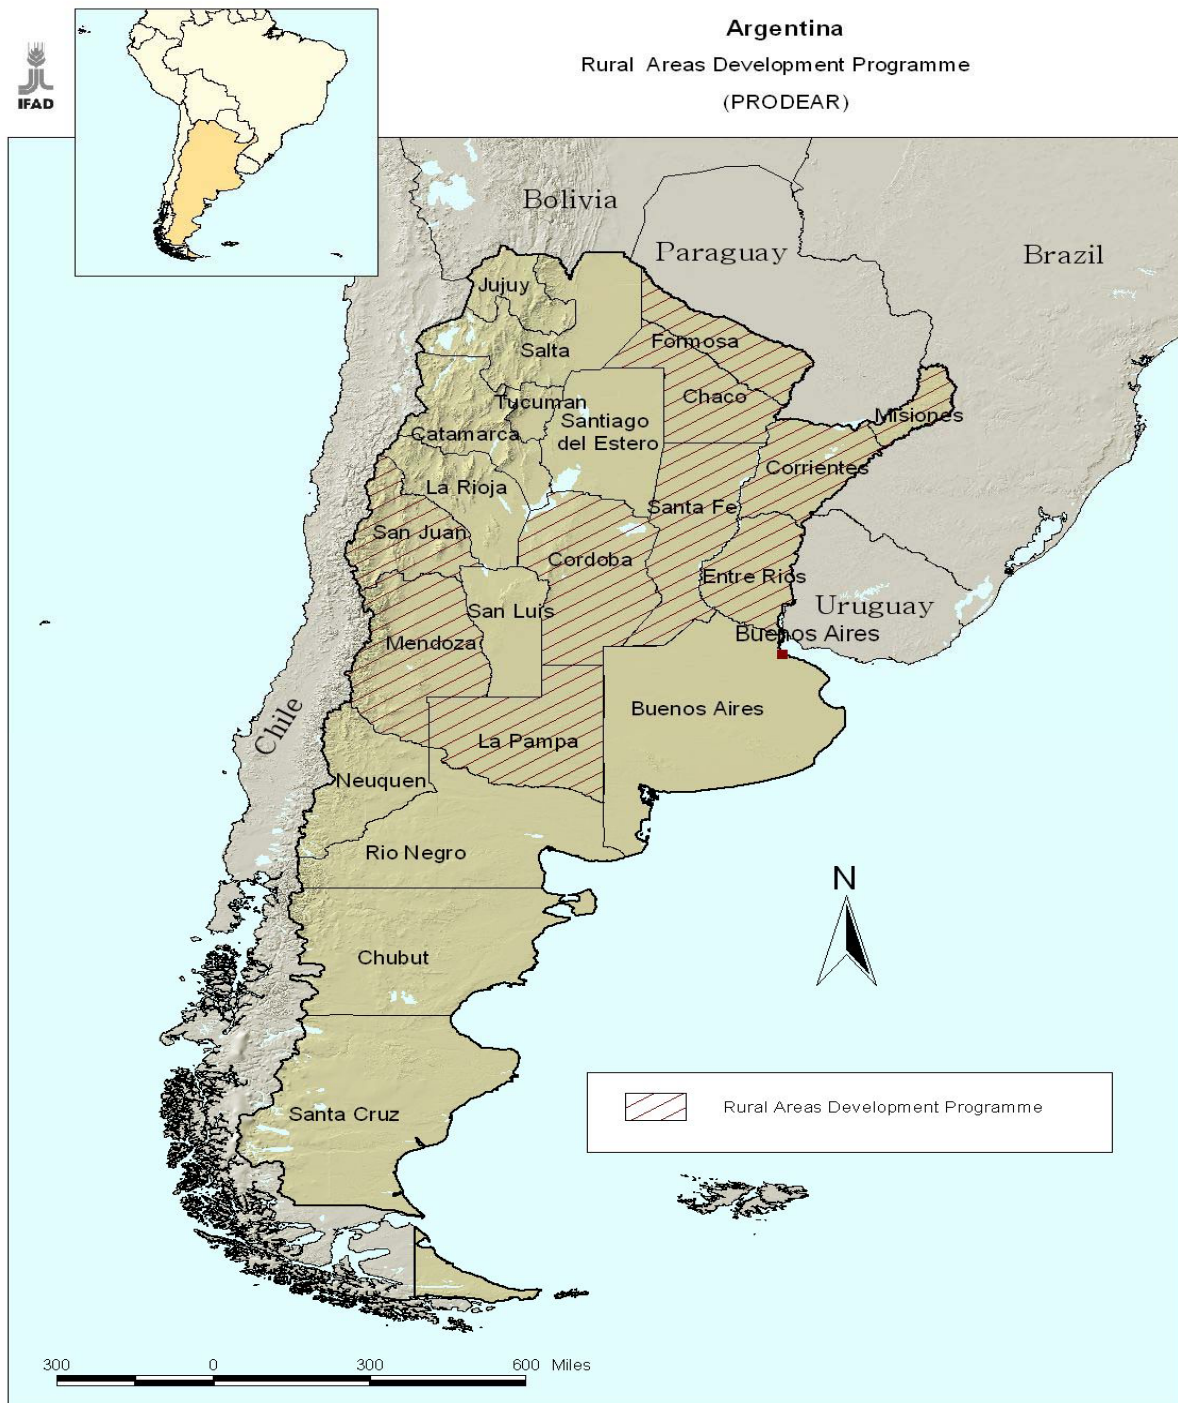 IFAD
Argentina
Rural Areas Development Programme
(PRODEAR)
Bolivia
Paraguay
Brazil
Jujuy
Formosa
Salta
Chaco
Tucuman
Misiones
Santiago
del Estero
Catamarca
Corrientes
La Rioja
Santa Fe
San Juan
Cordoba
Entre Rios
San Luis
Uruguay
Buenos Aires
Mendoza
Buenos Aires
Chile
La Pampa
Neuquen
Rio Negro
N
Chubut
Santa Cruz
Rural Areas Development Programme
300 0 300 600 Miles